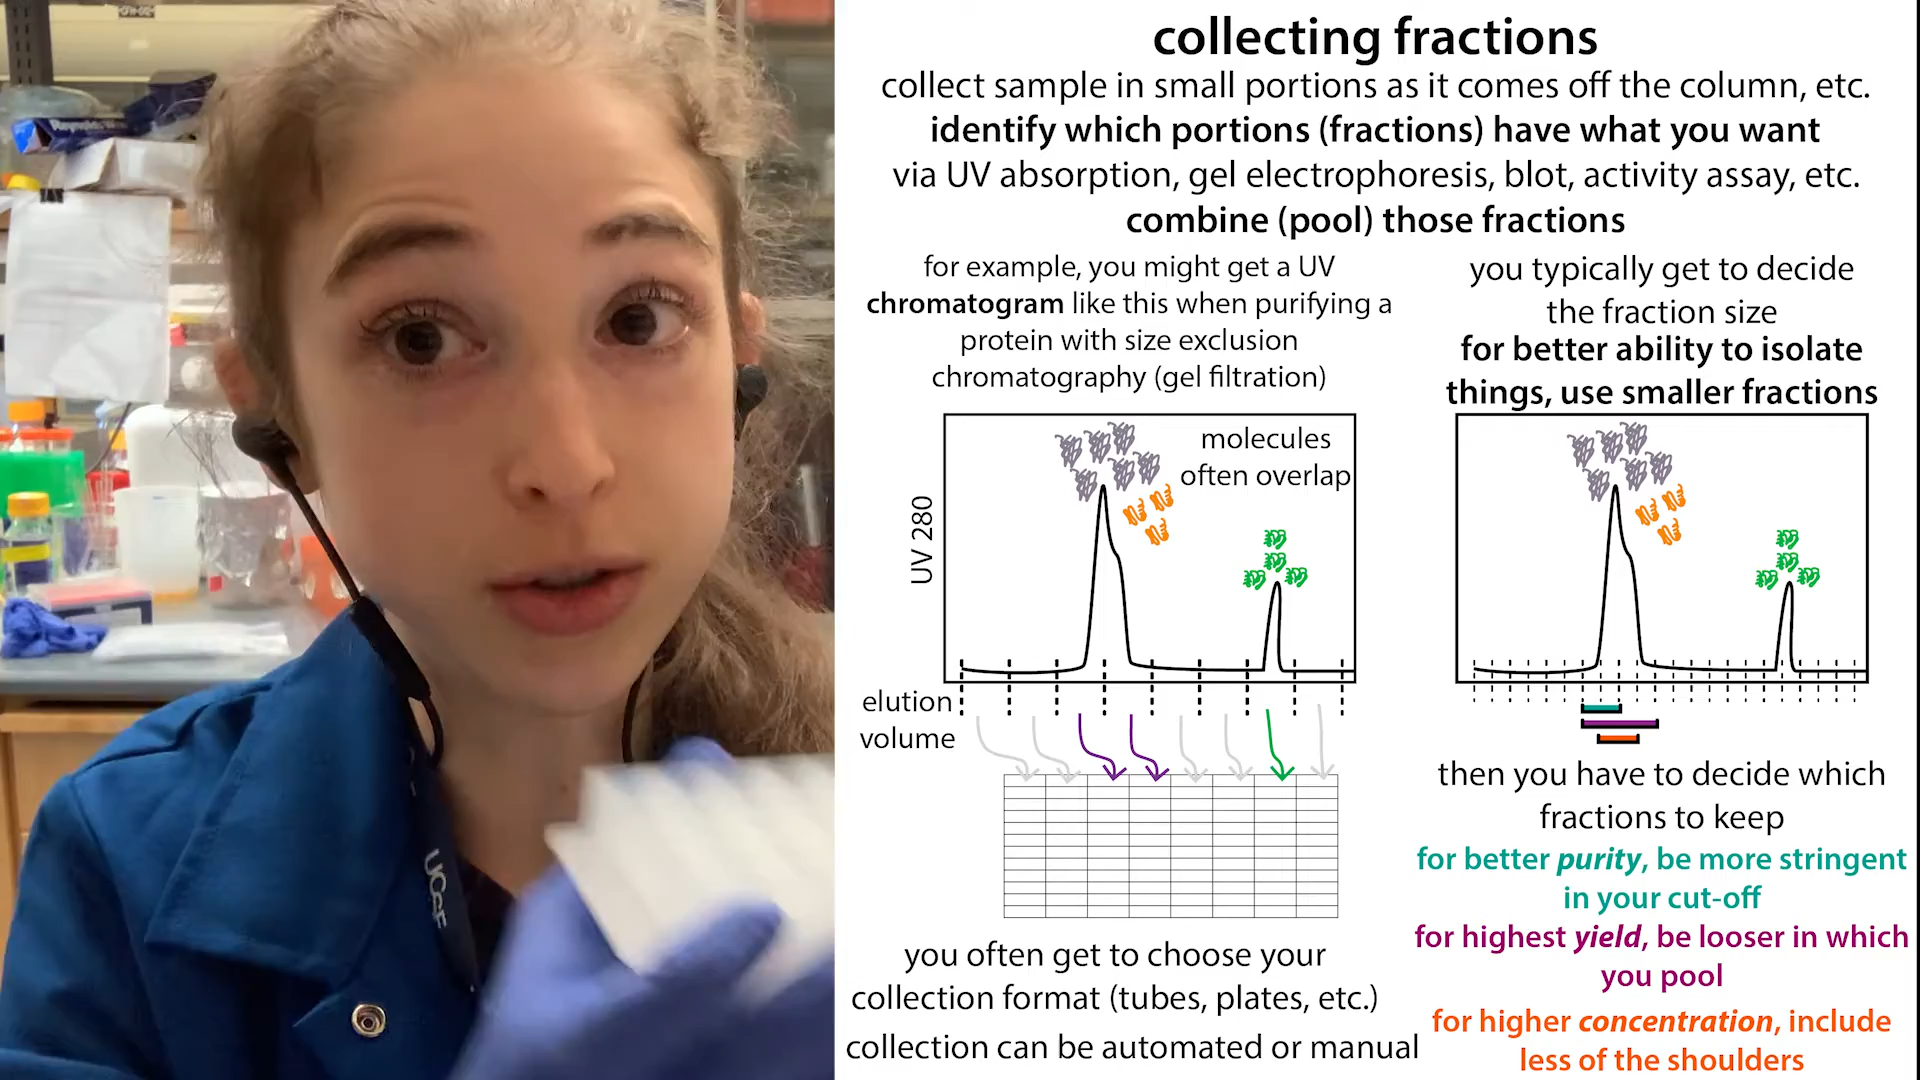 collecting fractions
collect sample in small portions as it comes off the column, etc.
identify which portions (fractions) have what you want
via UV absorption, gel electrophoresis, blot, activity assay, etc.
combine (pool) those fractions
for example, you might get a UV
chromatogram like this when purifying a
protein with size exclusion
chromatography (gel filtration)
molecules
often overlap
UV 280
elution
volume
you often get to choose your
collection format (tubes, plates, etc.)
collection can be automated or manual
you typically get to decide
the fraction size
for better ability to isolate
things, use smaller fractions
then you have to decide which
fractions to keep
for better purity, be more stringent
in your cut-off
for highest yield, be looser in which
you pool
for higher concentration, include
less of the shoulders
UCSF